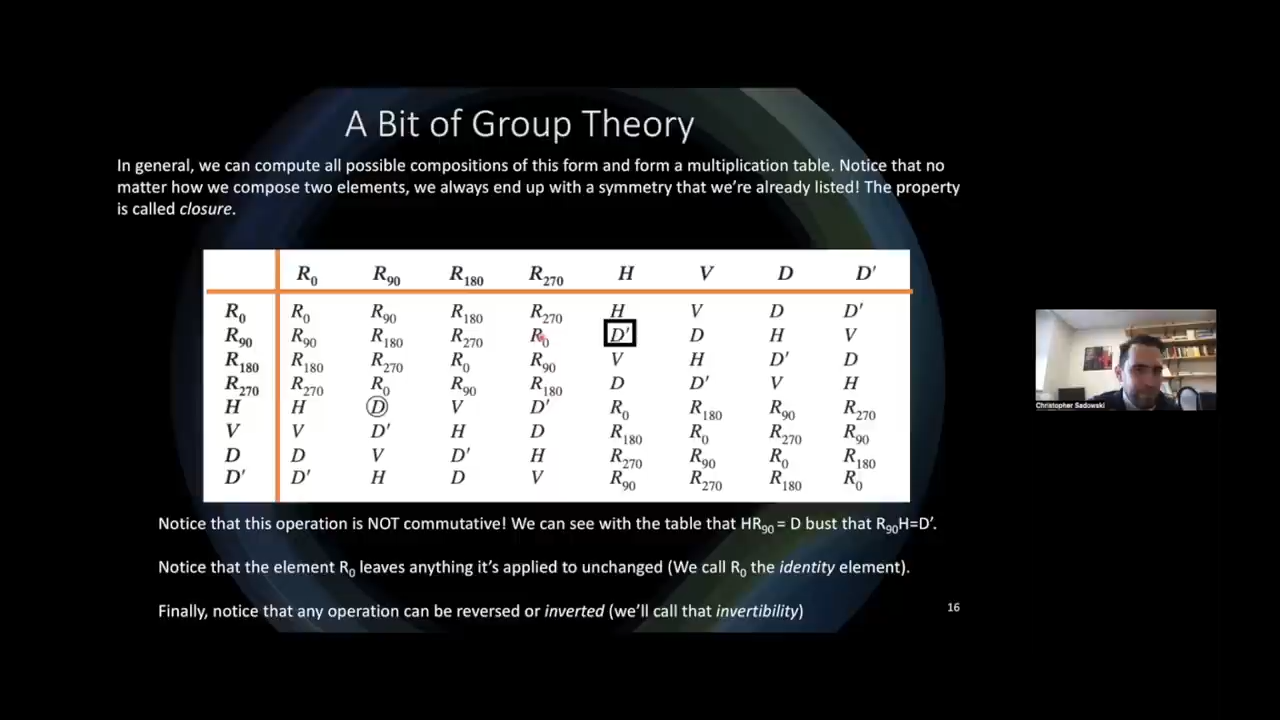 A Bit of Group Theory
In general, we can compute all possible compositions of this form and form a multiplication table. Notice that no
matter how we compose two elements, we always end up with a symmetry that we're already listed! The property
is called closure.
R₀ R₉₀ R₁₈₀ R₂₇₀ H V D D′
R₀ R₀ R₉₀ R₁₈₀ R₂₇₀ H V D D′
R₉₀ R₉₀ R₁₈₀ R₂₇₀ R₀ D′ D H V
R₁₈₀ R₁₈₀ R₂₇₀ R₀ R₉₀ V H D′ D
R₂₇₀ R₂₇₀ R₀ R₉₀ R₁₈₀ D D′ V H
H H D V D′ R₀ R₁₈₀ R₉₀ R₂₇₀
V V D′ H D R₁₈₀ R₀ R₂₇₀ R₉₀
D D V D′ H R₂₇₀ R₉₀ R₀ R₁₈₀
D′ D′ H D V R₉₀ R₂₇₀ R₁₈₀ R₀
Notice that this operation is NOT commutative! We can see with the table that HR₉₀ = D bust that R₉₀H=D'.
Notice that the element R₀ leaves anything it's applied to unchanged (We call R₀ the identity element).
Finally, notice that any operation can be reversed or inverted (we'll call that invertibility)
16
Christopher Sadowski